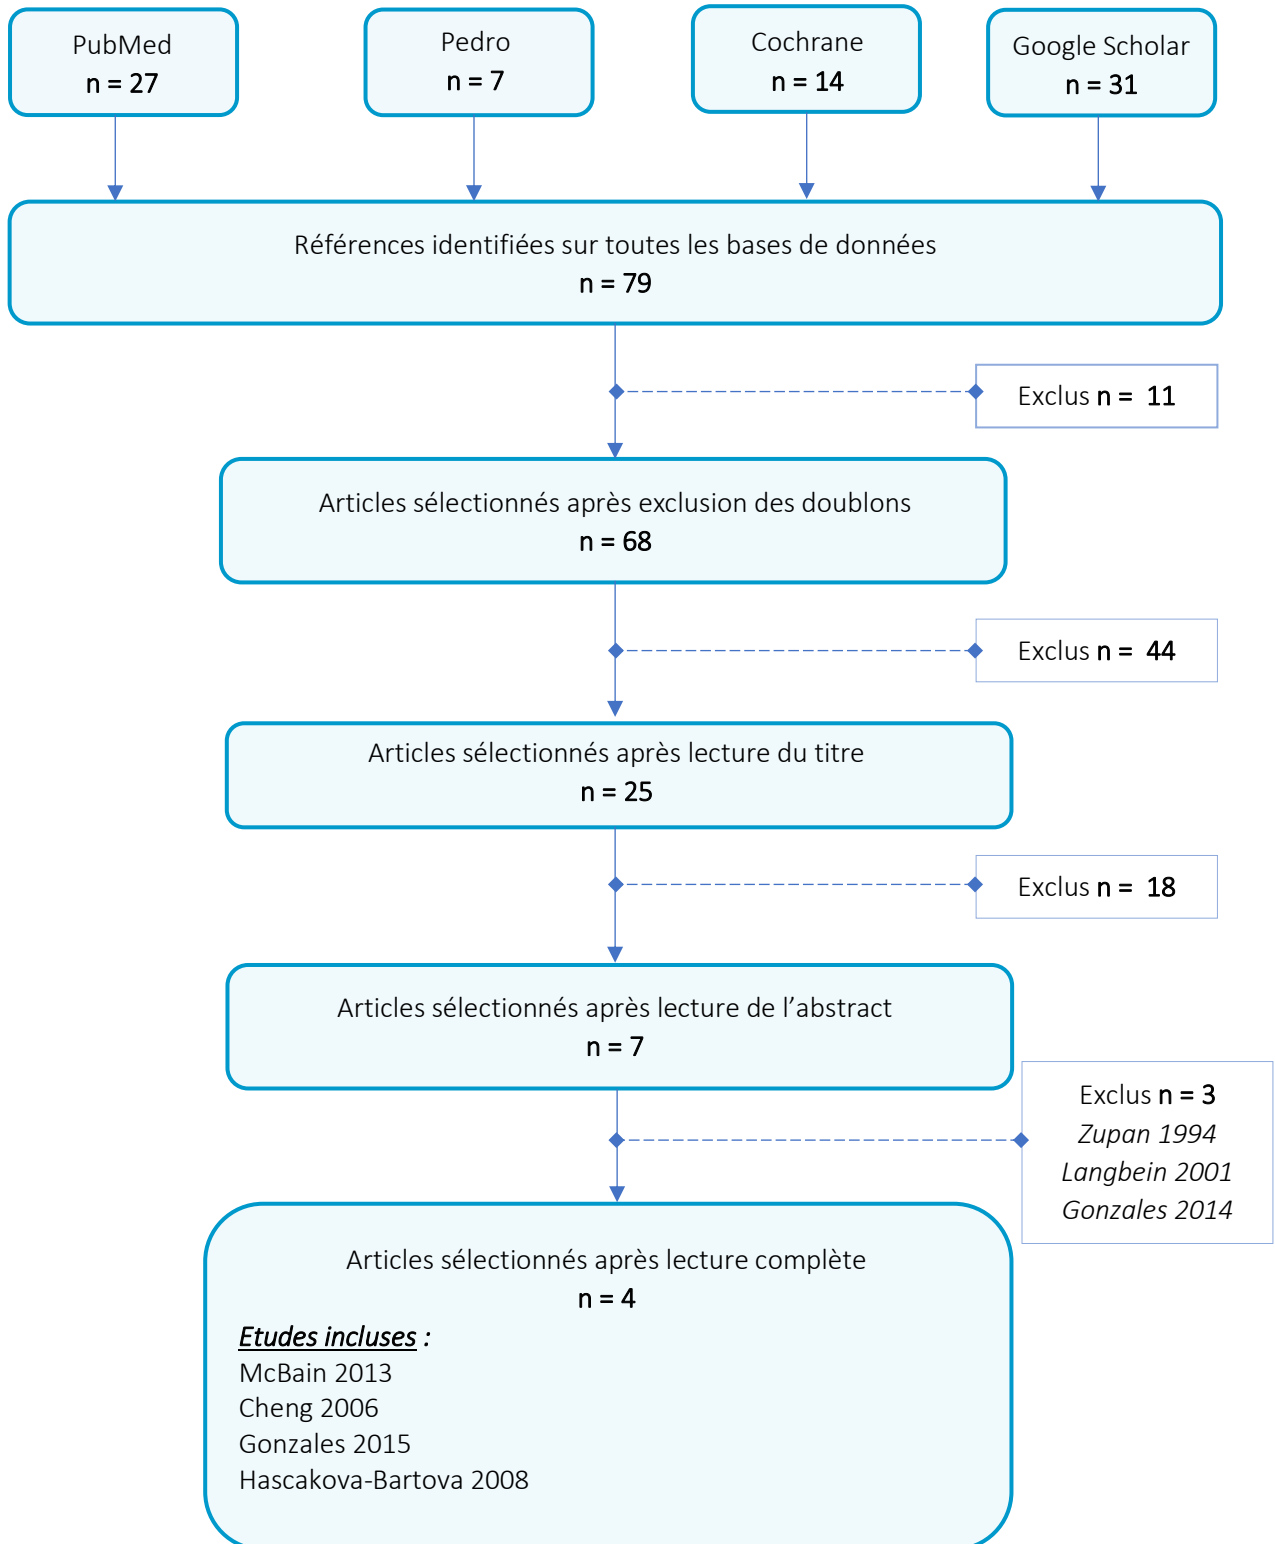 PubMed
n = 27
Pedro
n = 7
Cochrane
n = 14
Google Scholar
n = 31
Références identifiées sur toutes les bases de données
n = 79
Exclus n =  11
Articles sélectionnés après exclusion des doublons
n = 68
Exclus n =  44
Articles sélectionnés après lecture du titre
n = 25
Exclus n =  18
Articles sélectionnés après lecture de l’abstract
n = 7
Exclus n = 3
Zupan 1994
Langbein 2001
Gonzales 2014
Articles sélectionnés après lecture complète
n = 4
Etudes incluses :
McBain 2013
Cheng 2006
Gonzales 2015
Hascakova-Bartova 2008